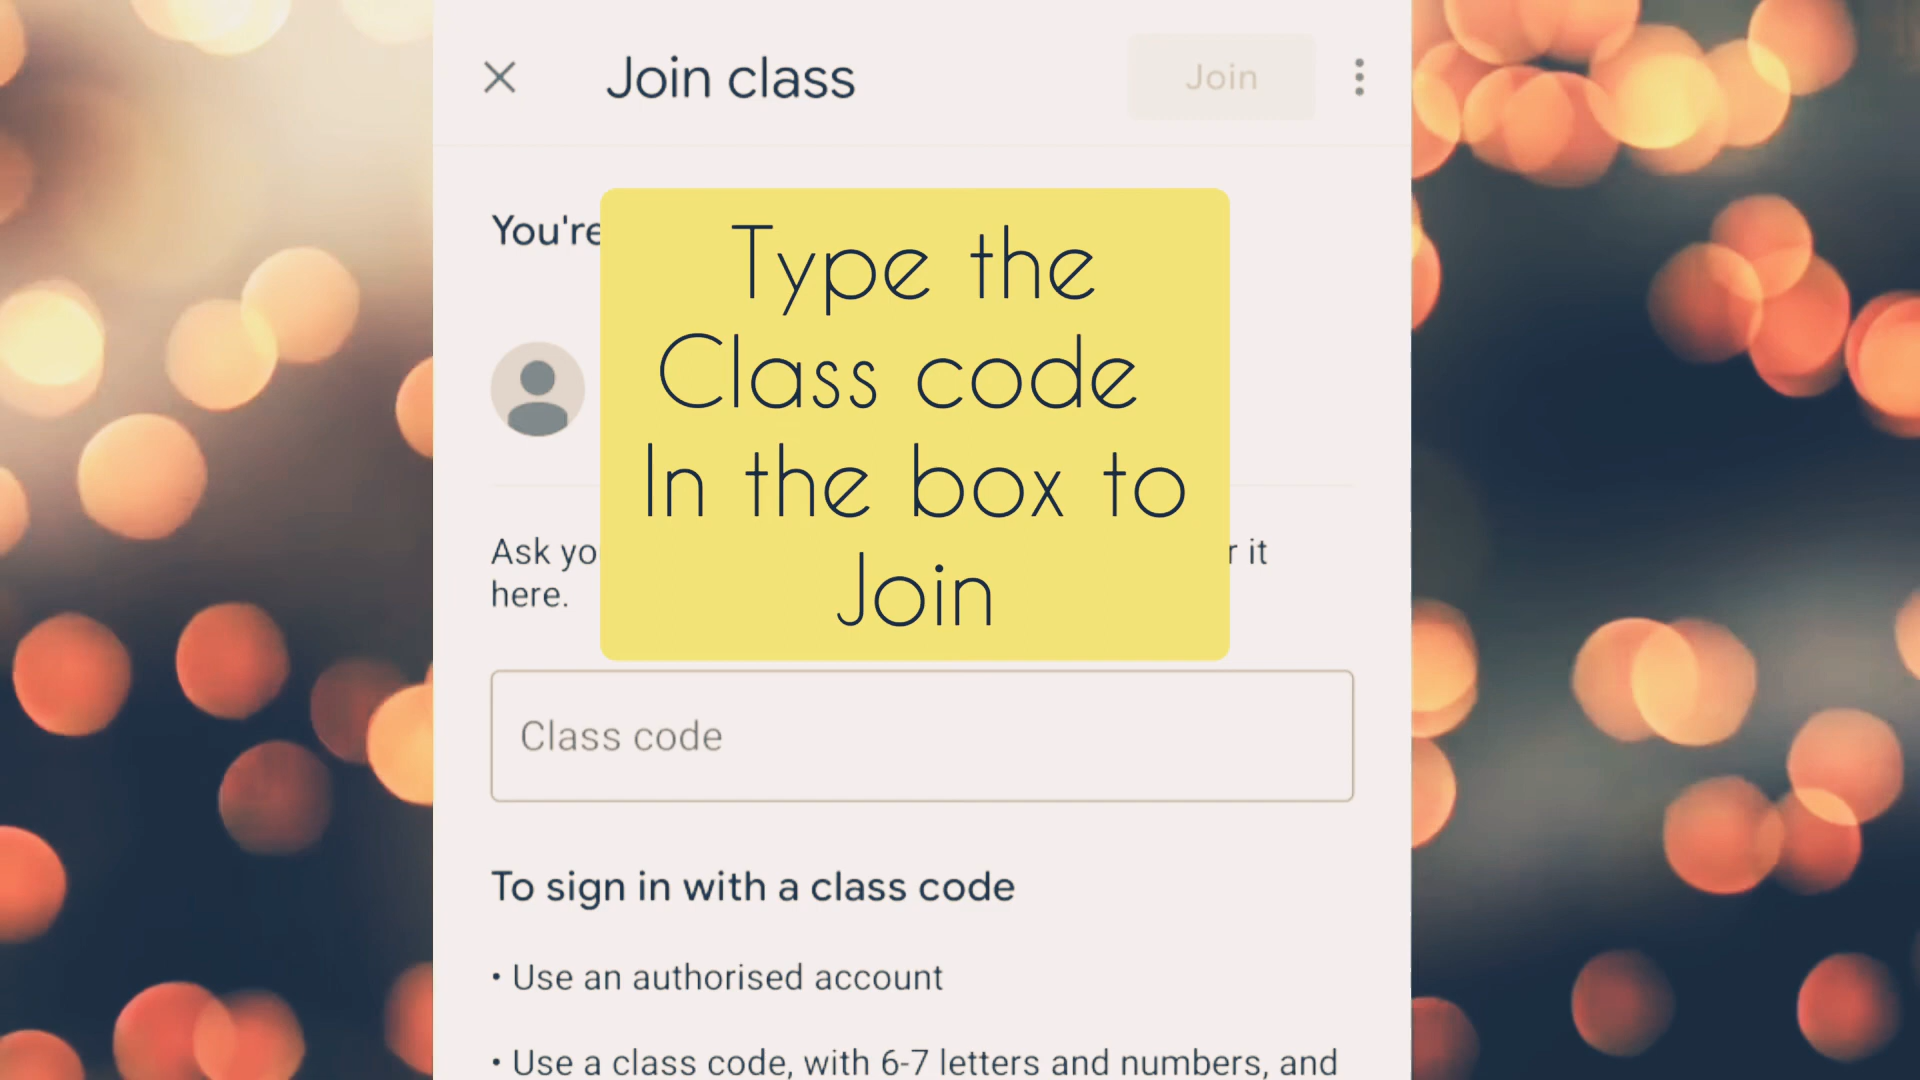 Join class
Join
You're
Type the
Class code
In the box to
Join
Ask yo
r it
here.
Class code
To sign in with a class code
• Use an authorised account
• Use a class code, with 6-7 letters and numbers, and